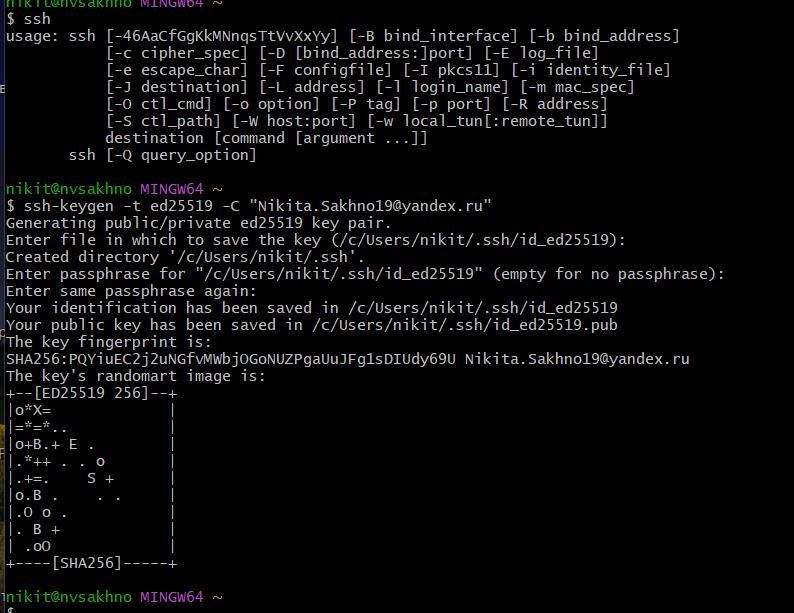 nikit@nvsakhno MINGW64 ~
$ ssh
usage: ssh [-46AaCfGgKkMNnqsTtVvXxYy] [-B bind_interface] [-b bind_address]
           [-c cipher_spec] [-D [bind_address:]port] [-E log_file]
           [-e escape_char] [-F configfile] [-I pkcs11] [-i identity_file]
           [-J destination] [-L address] [-l login_name] [-m mac_spec]
           [-O ctl_cmd] [-o option] [-P tag] [-p port] [-R address]
           [-S ctl_path] [-W host:port] [-w local_tun[:remote_tun]]
           destination [command [argument ...]]
       ssh [-Q query_option]
nikit@nvsakhno MINGW64 ~
$ ssh-keygen -t ed25519 -C "Nikita.Sakhno19@yandex.ru"
Generating public/private ed25519 key pair.
Enter file in which to save the key (/c/Users/nikit/.ssh/id_ed25519):
Created directory '/c/Users/nikit/.ssh'.
Enter passphrase for "/c/Users/nikit/.ssh/id_ed25519" (empty for no passphrase):
Enter same passphrase again:
Your identification has been saved in /c/Users/nikit/.ssh/id_ed25519
Your public key has been saved in /c/Users/nikit/.ssh/id_ed25519.pub
The key fingerprint is:
SHA256:PQYiuEC2j2uNGfvMWbjOGoNUZPgaUuJFg1sDIUdy69U Nikita.Sakhno19@yandex.ru
The key's randomart image is:
+--[ED25519 256]--+
|o*X=             |
|=*=*..           |
|o+B.+ E .        |
|.*++ . . o       |
|.+=.    S +      |
|o.B .    . .     |
|.O o .           |
|. B +            |
| .oO             |
+----[SHA256]-----+
nikit@nvsakhno MINGW64 ~
$